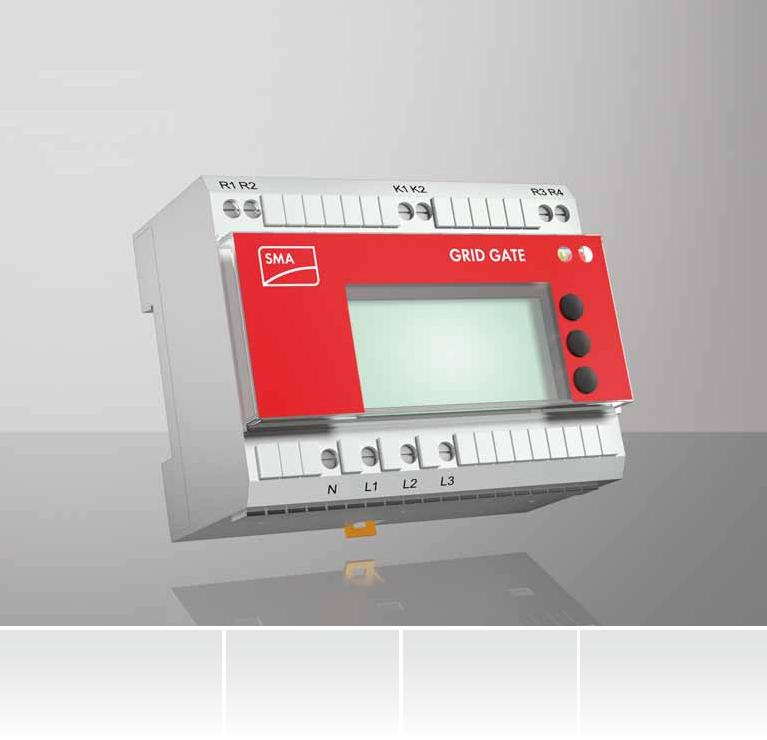 R1 R2 K1 K2 R3 R4
SMA
GRID GATE
N L1 L2 L3